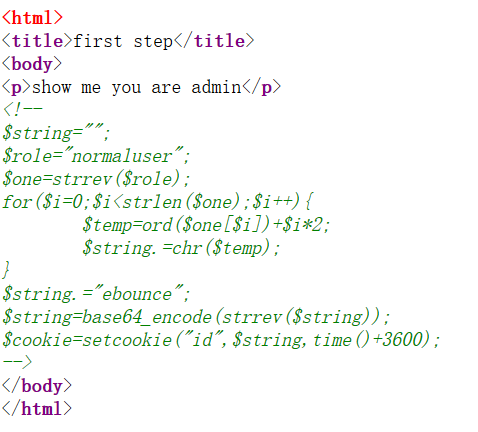 <html>
<title>first step</title>
<body>
<p>show me you are admin</p>
<!--
$string="";
$role="normaluser";
$one=strrev($role);
for($i=0;$i<strlen($one);$i++){
        $temp=ord($one[$i])+$i*2;
        $string.=chr($temp);
}
$string.="ebounce";
$string=base64_encode(strrev($string));
$cookie=setcookie("id",$string,time()+3600);
-->
</body>
</html>